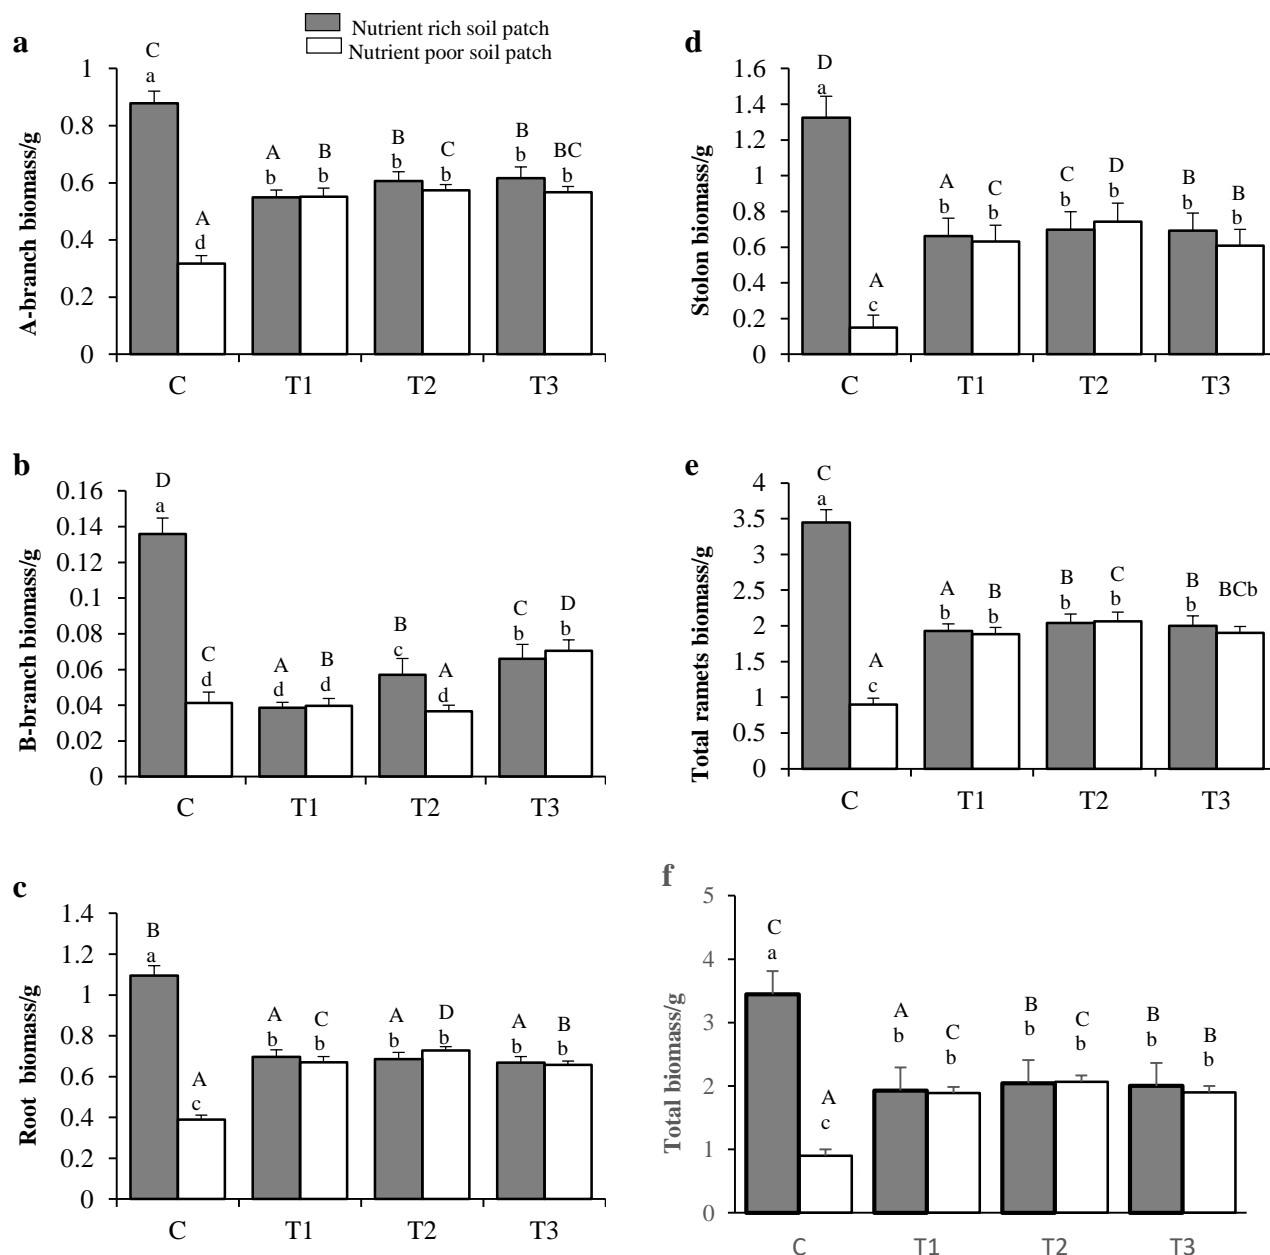 Nutrient rich soil patch
Nutrient poor soil patch
a
A-branch biomass/g
1
0.8
0.6
0.4
0.2
0
C
a
A
d
A
b
B
b
B
b
C
b
B
b
BC
b
C T1 T2 T3
b
B-branch biomass/g
0.16
0.14
0.12
0.1
0.08
0.06
0.04
0.02
0
D
a
C
d
A
d
B
d
B
c
A
d
C
b
D
b
C T1 T2 T3
c
Root biomass/g
1.4
1.2
1
0.8
0.6
0.4
0.2
0
B
a
A
c
A
b
C
b
A
b
D
b
A
b
B
b
C T1 T2 T3
d
Stolon biomass/g
1.6
1.4
1.2
1
0.8
0.6
0.4
0.2
0
D
a
A
c
A
b
C
b
C
b
D
b
B
b
B
b
C T1 T2 T3
e
Total ramets biomass/g
4
3.5
3
2.5
2
1.5
1
0.5
0
C
a
A
c
A
b
B
b
B
b
C
b
B
b
BCb
C T1 T2 T3
f
Total biomass/g
5
4
3
2
1
0
C
a
A
c
A
b
C
b
B
b
C
b
B
b
B
b
C T1 T2 T3